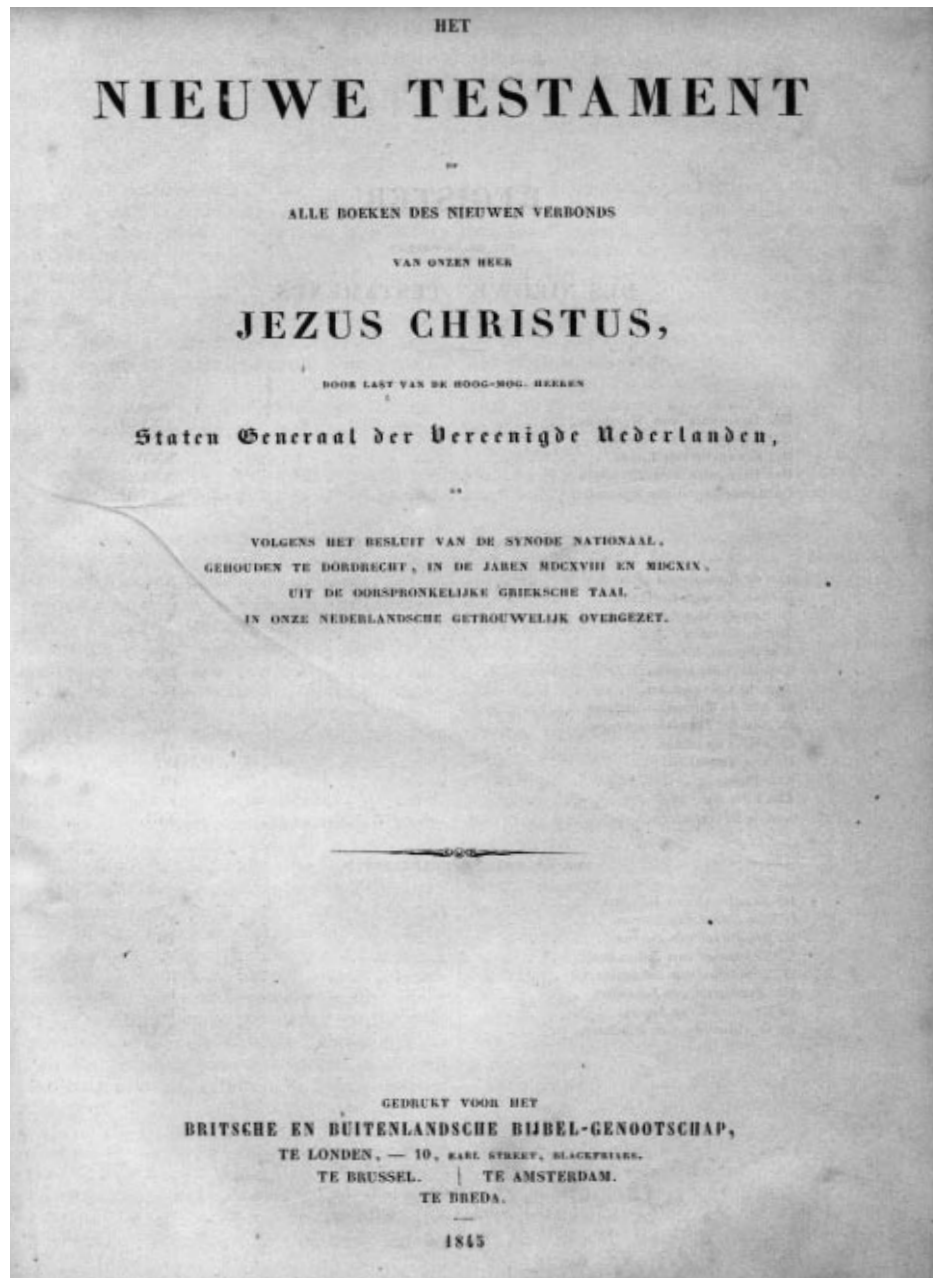 HET
NIEUWE TESTAMENT
OF
ALLE BOEKEN DES NIEUWEN VERBONDS
VAN ONZEN HEER
JEZUS CHRISTUS,
DOOR LAST VAN DE HOOG-MOG. HEEREN
Staten Generaal der Vereenigde Nederlanden,
EN
VOLGENS HET BESLUIT VAN DE SYNODE NATIONAAL,
GEHOUDEN TE DORDRECHT, IN DE JAREN MDCXVIII EN MDCXIX,
UIT DE OORSPRONKELIJKE GRIEKSCHE TAAL
IN ONZE NEDERLANDSCHE GETROUWELIJK OVERGEZET.
GEDRUKT VOOR HET
BRITSCHE EN BUITENLANDSCHE BIJBEL-GENOOTSCHAP,
TE LONDEN, — 10, EARL STREET, BLACKFRIARS.
TE BRUSSEL. | TE AMSTERDAM.
TE BREDA.
1845